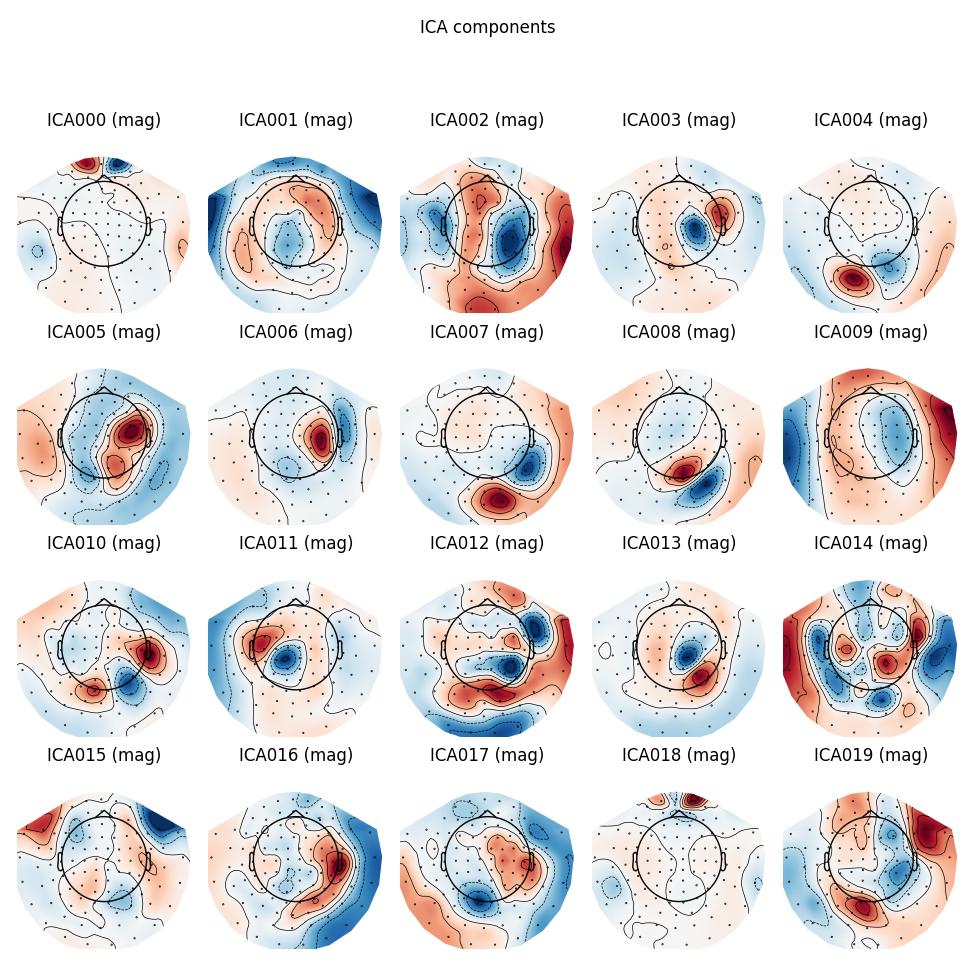 ICA components
ICA000 (mag) ICA001 (mag) ICA002 (mag) ICA003 (mag) ICA004 (mag)
ICA005 (mag) ICA006 (mag) ICA007 (mag) ICA008 (mag) ICA009 (mag)
ICA010 (mag) ICA011 (mag) ICA012 (mag) ICA013 (mag) ICA014 (mag)
ICA015 (mag) ICA016 (mag) ICA017 (mag) ICA018 (mag) ICA019 (mag)